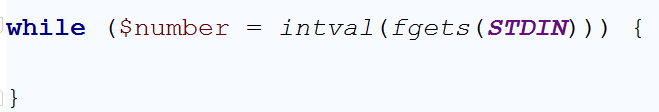 while ($number = intval(fgets(STDIN))) {
}